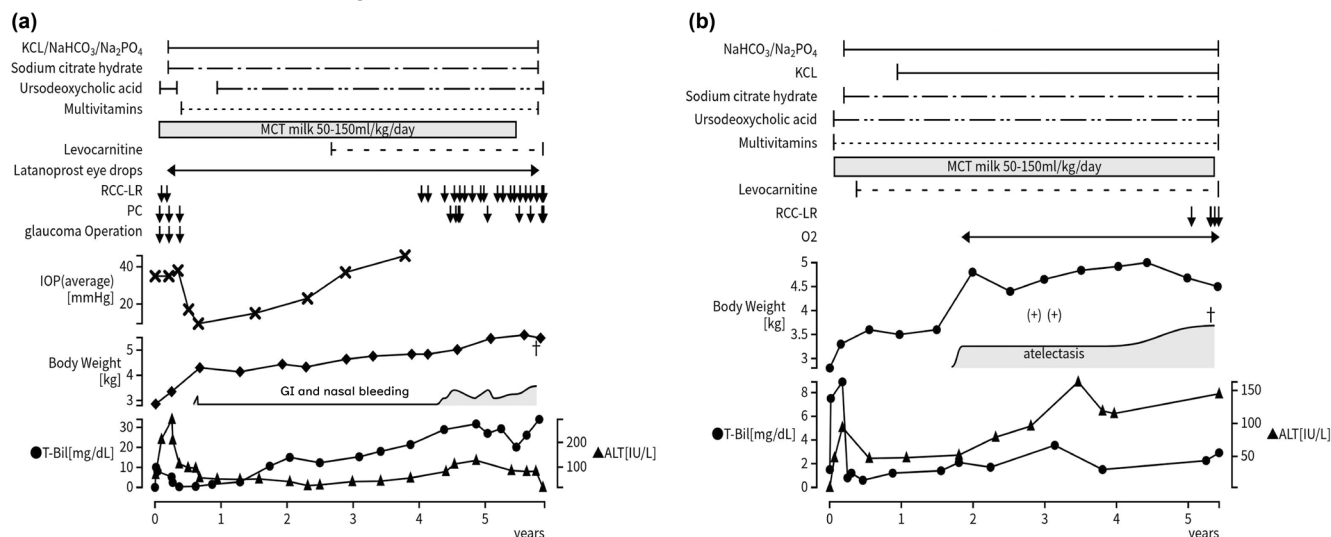 (a)
KCL/NaHCO3/Na2PO4
Sodium citrate hydrate
Ursodeoxycholic acid
Multivitamins
MCT milk 50-150ml/kg/day
Levocarnitine
Latanoprost eye drops
RCC-LR
PC
glaucoma Operation
IOP(average)
[mmHg]
40
20
Body Weight
[kg]
5
4
3
†
GI and nasal bleeding
T-Bil[mg/dL]
30
20
10
0
200
100
ALT[IU/L]
0 1 2 3 4 5
years
(b)
NaHCO3/Na2PO4
KCL
Sodium citrate hydrate
Ursodeoxycholic acid
Multivitamins
MCT milk 50-150ml/kg/day
Levocarnitine
RCC-LR
O2
Body Weight
[kg]
5
4.5
4
3.5
3
(+) (+)
†
atelectasis
T-Bil[mg/dL]
8
6
4
2
0
150
100
50
ALT[IU/L]
0 1 2 3 4 5
years